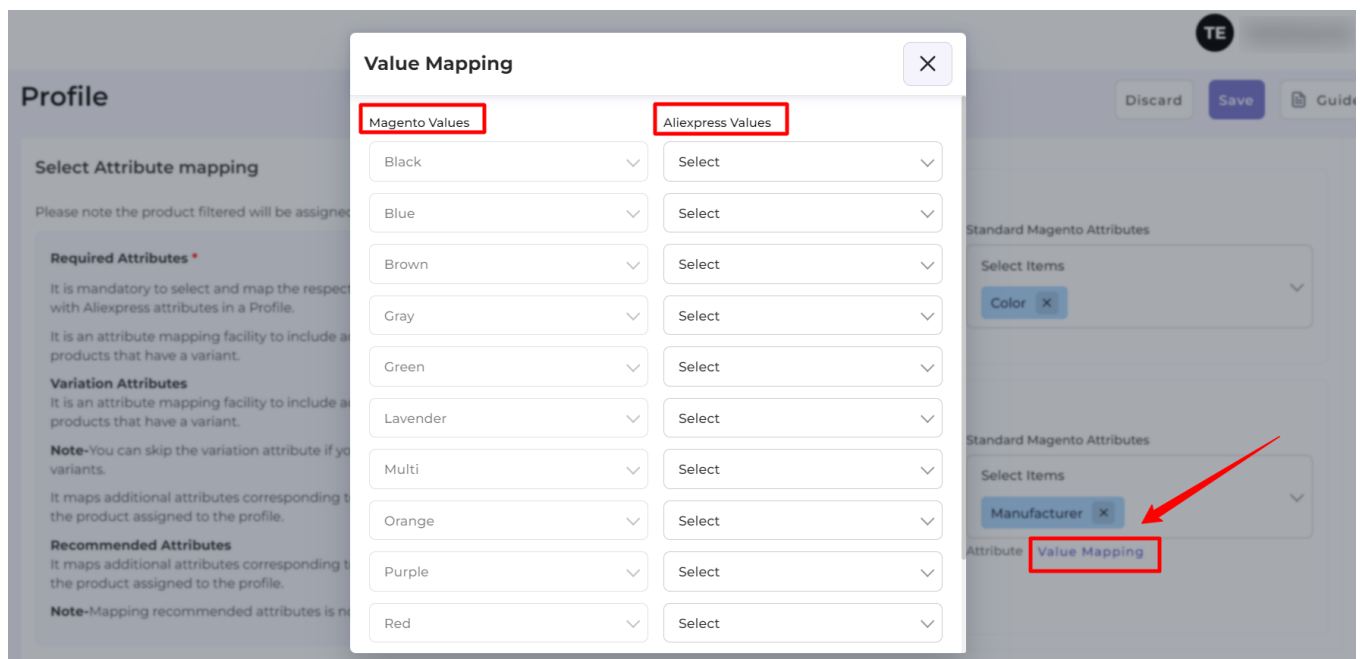 TE
Profile
Discard
Save
Guide
Select Attribute mapping
Please note the product filtered will be assigned
Required Attributes *
It is mandatory to select and map the respect
with Aliexpress attributes in a Profile.
It is an attribute mapping facility to include
products that have a variant.
Variation Attributes
It is an attribute mapping facility to include
products that have a variant.
Note-You can skip the variation attribute if
variants.
It maps additional attributes corresponding
the product assigned to the profile.
Recommended Attributes
It maps additional attributes corresponding
the product assigned to the profile.
Note-Mapping recommended attributes is
Value Mapping
Magento Values
Aliexpress Values
Black
Select
Blue
Select
Brown
Select
Gray
Select
Green
Select
Lavender
Select
Multi
Select
Orange
Select
Purple
Select
Red
Select
Standard Magento Attributes
Select Items
Color
Standard Magento Attributes
Select Items
Manufacturer
Attribute Value Mapping